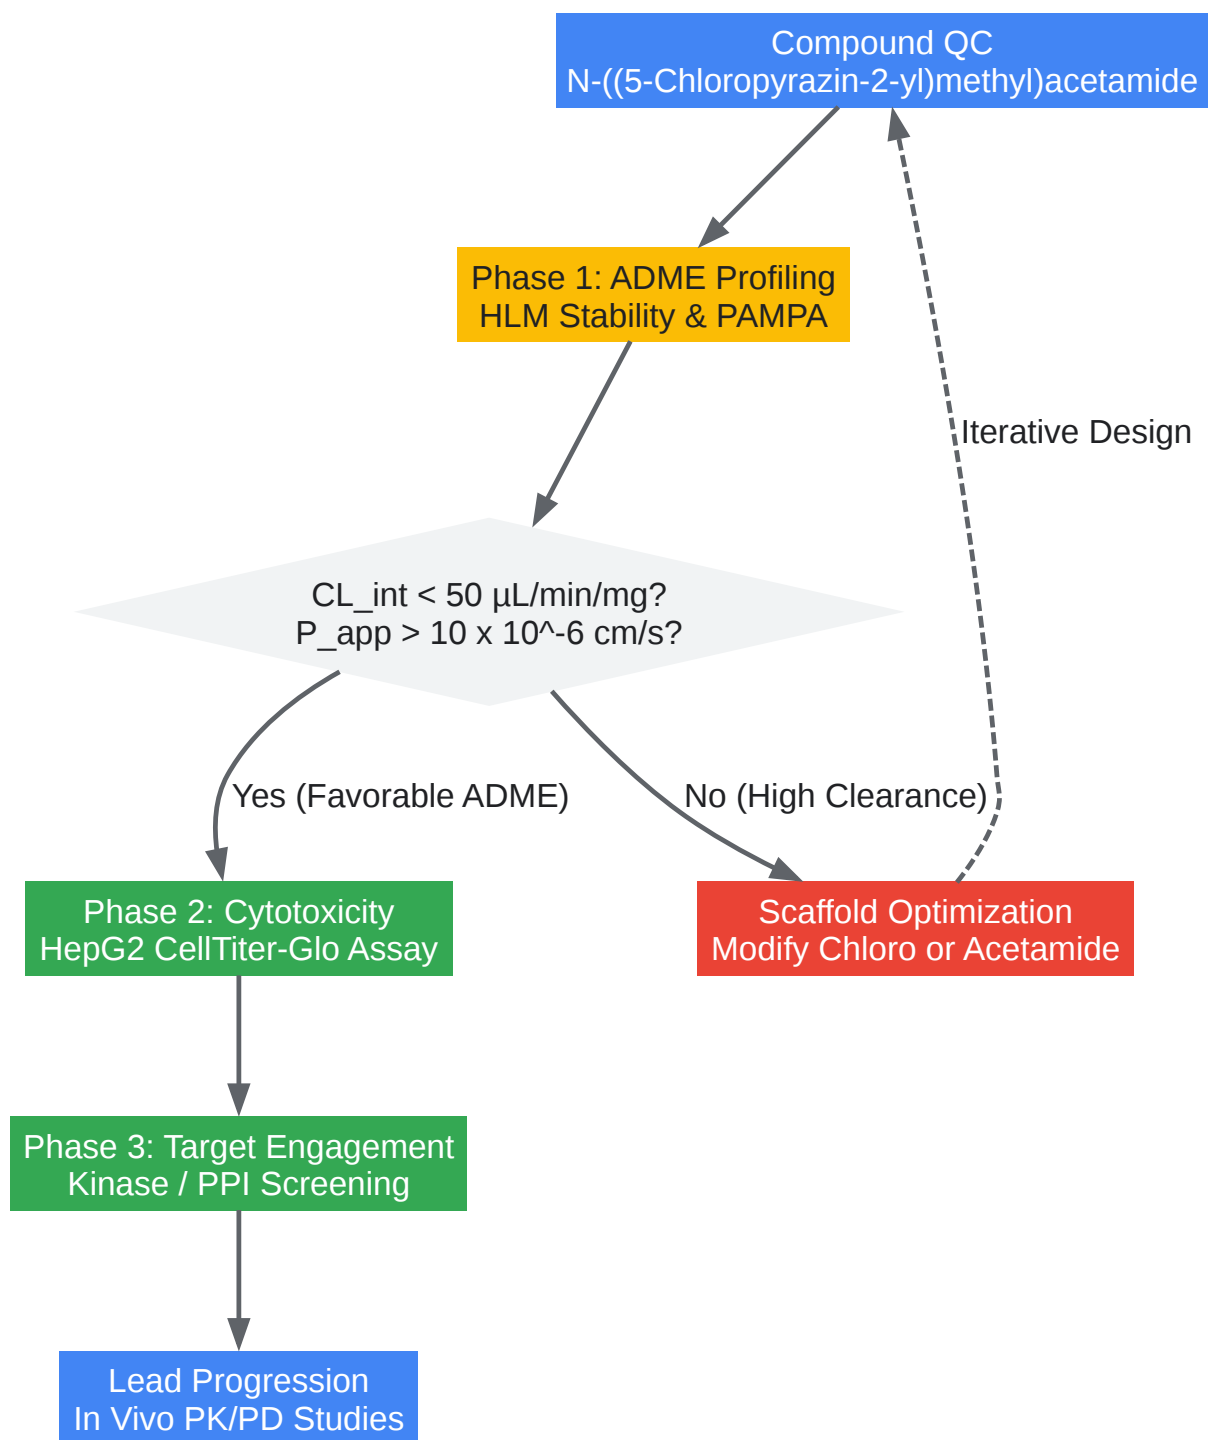 Compound QC
N-((5-Chloropyrazin-2-yl)methyl)acetamide
Phase 1: ADME Profiling
HLM Stability & PAMPA
Iterative Design
CL_int < 50 µL/min/mg?
P_app > 10 x 10^-6 cm/s?
Yes (Favorable ADME)
No (High Clearance)
Phase 2: Cytotoxicity
HepG2 CellTiter-Glo Assay
Scaffold Optimization
Modify Chloro or Acetamide
Phase 3: Target Engagement
Kinase / PPI Screening
Lead Progression
In Vivo PK/PD Studies